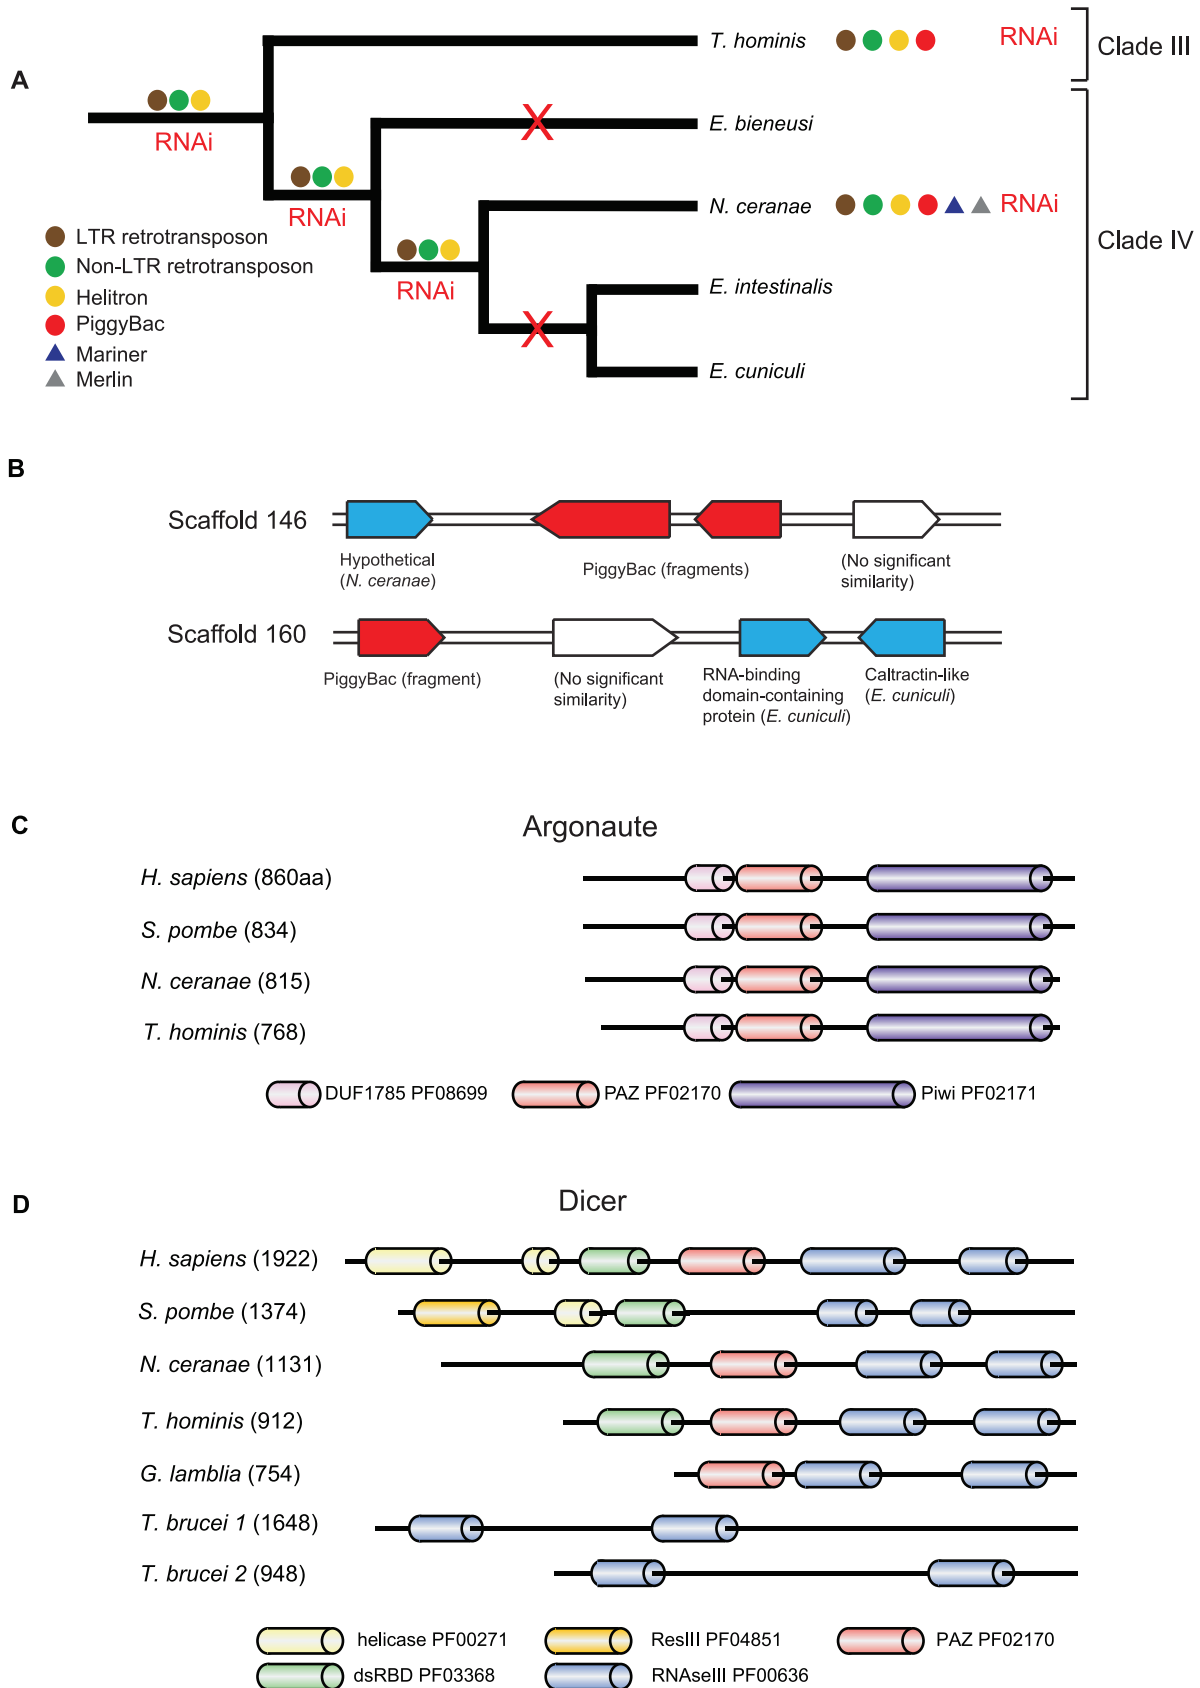 A
T. hominis
RNAi
Clade III
RNAi
E. bieneusi
RNAi
N. ceranae
RNAi
Clade IV
RNAi
E. intestinalis
E. cuniculi
LTR retrotransposon
Non-LTR retrotransposon
Helitron
PiggyBac
Mariner
Merlin
B
Scaffold 146
Hypothetical
(N. ceranae)
PiggyBac (fragments)
(No significant
similarity)
Scaffold 160
PiggyBac (fragment)
(No significant
similarity)
RNA-binding
domain-containing
protein (E. cuniculi)
Caltractin-like
(E. cuniculi)
C
Argonaute
H. sapiens (860aa)
S. pombe (834)
N. ceranae (815)
T. hominis (768)
DUF1785 PF08699
PAZ PF02170
Piwi PF02171
D
Dicer
H. sapiens (1922)
S. pombe (1374)
N. ceranae (1131)
T. hominis (912)
G. lamblia (754)
T. brucei 1 (1648)
T. brucei 2 (948)
helicase PF00271
ResIII PF04851
PAZ PF02170
dsRBD PF03368
RNAseIII PF00636